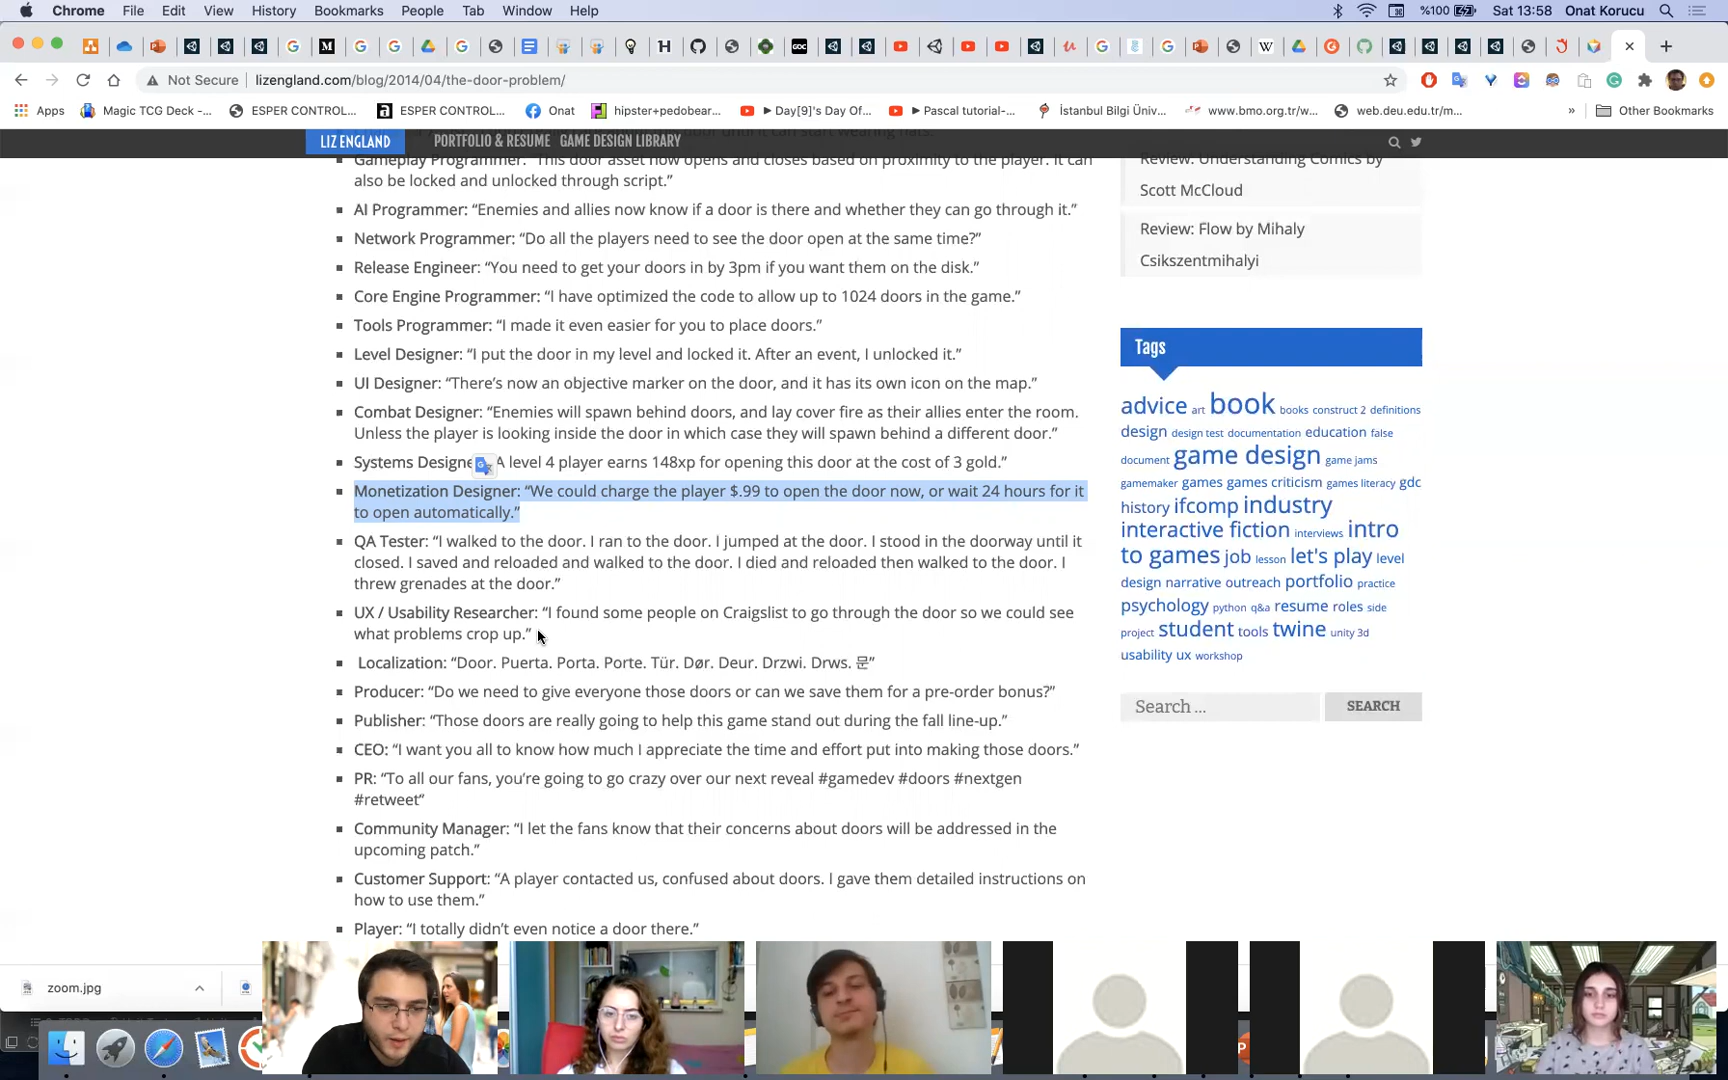 Chrome File Edit View History Bookmarks People Tab Window Help %100 Sat 13:58 Onat Korucu
Not Secure lizengland.com/blog/2014/04/the-door-problem/
Apps Magic TCG Deck -... ESPER CONTROL... ESPER CONTROL... Onat hipster+pedobear... ► Day[9]'s Day Of... ► Pascal tutorial-... İstanbul Bilgi Üniv... www.bmo.org.tr/w... web.deu.edu.tr/m... » Other Bookmarks
LIZ ENGLAND PORTFOLIO & RESUME GAME DESIGN LIBRARY
Gameplay Programmer: “This door asset now opens and closes based on proximity to the player. It can
also be locked and unlocked through script.”
AI Programmer: “Enemies and allies now know if a door is there and whether they can go through it.”
Network Programmer: “Do all the players need to see the door open at the same time?”
Release Engineer: “You need to get your doors in by 3pm if you want them on the disk.”
Core Engine Programmer: “I have optimized the code to allow up to 1024 doors in the game.”
Tools Programmer: “I made it even easier for you to place doors.”
Level Designer: “I put the door in my level and locked it. After an event, I unlocked it.”
UI Designer: “There’s now an objective marker on the door, and it has its own icon on the map.”
Combat Designer: “Enemies will spawn behind doors, and lay cover fire as their allies enter the room.
Unless the player is looking inside the door in which case they will spawn behind a different door.”
Systems Designe A level 4 player earns 148xp for opening this door at the cost of 3 gold.”
Monetization Designer: “We could charge the player $.99 to open the door now, or wait 24 hours for it
to open automatically.”
QA Tester: “I walked to the door. I ran to the door. I jumped at the door. I stood in the doorway until it
closed. I saved and reloaded and walked to the door. I died and reloaded then walked to the door. I
threw grenades at the door.”
UX / Usability Researcher: “I found some people on Craigslist to go through the door so we could see
what problems crop up.”
Localization: “Door. Puerta. Porta. Porte. Tür. Dør. Deur. Drzwi. Drws. 문”
Producer: “Do we need to give everyone those doors or can we save them for a pre-order bonus?”
Publisher: “Those doors are really going to help this game stand out during the fall line-up.”
CEO: “I want you all to know how much I appreciate the time and effort put into making those doors.”
PR: “To all our fans, you’re going to go crazy over our next reveal #gamedev #doors #nextgen
#retweet”
Community Manager: “I let the fans know that their concerns about doors will be addressed in the
upcoming patch.”
Customer Support: “A player contacted us, confused about doors. I gave them detailed instructions on
how to use them.”
Player: “I totally didn’t even notice a door there.”
Review: Understanding Comics by
Scott McCloud
Review: Flow by Mihaly
Csikszentmihalyi
Tags
advice art book books construct 2 definitions
design design test documentation education false
document game design game jams
gamemaker games games criticism games literacy gdc
history ifcomp industry
interactive fiction interviews intro
to games job lesson let's play level
design narrative outreach portfolio practice
psychology python q&a resume roles side
project student tools twine unity 3d
usability ux workshop
Search ... SEARCH
zoom.jpg